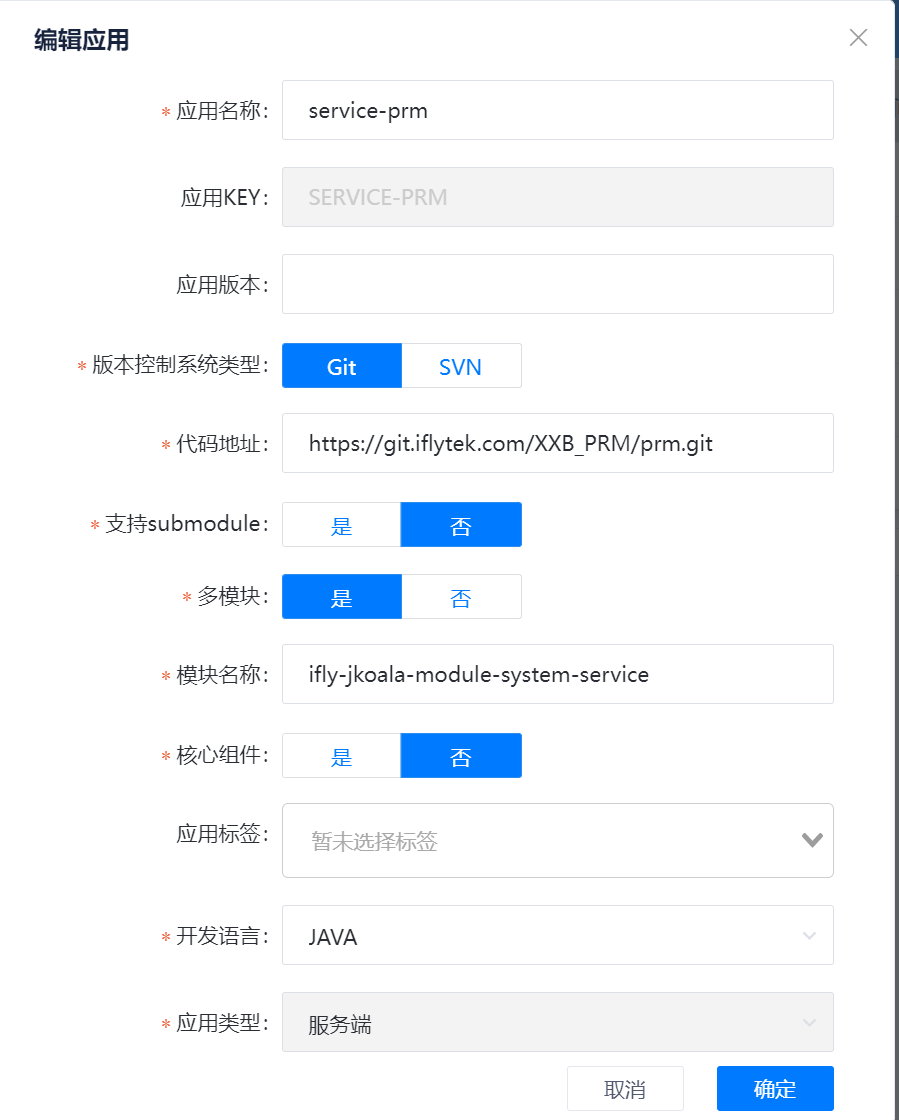 编辑应用
* 应用名称: service-prm
应用KEY: SERVICE-PRM
应用版本:
* 版本控制系统类型: Git SVN
* 代码地址: https://git.iflytek.com/XXB_PRM/prm.git
* 支持submodule: 是 否
* 多模块: 是 否
* 模块名称: ifly-jkoala-module-system-service
* 核心组件: 是 否
应用标签: 暂未选择标签
* 开发语言: JAVA
* 应用类型: 服务端
取消 确定